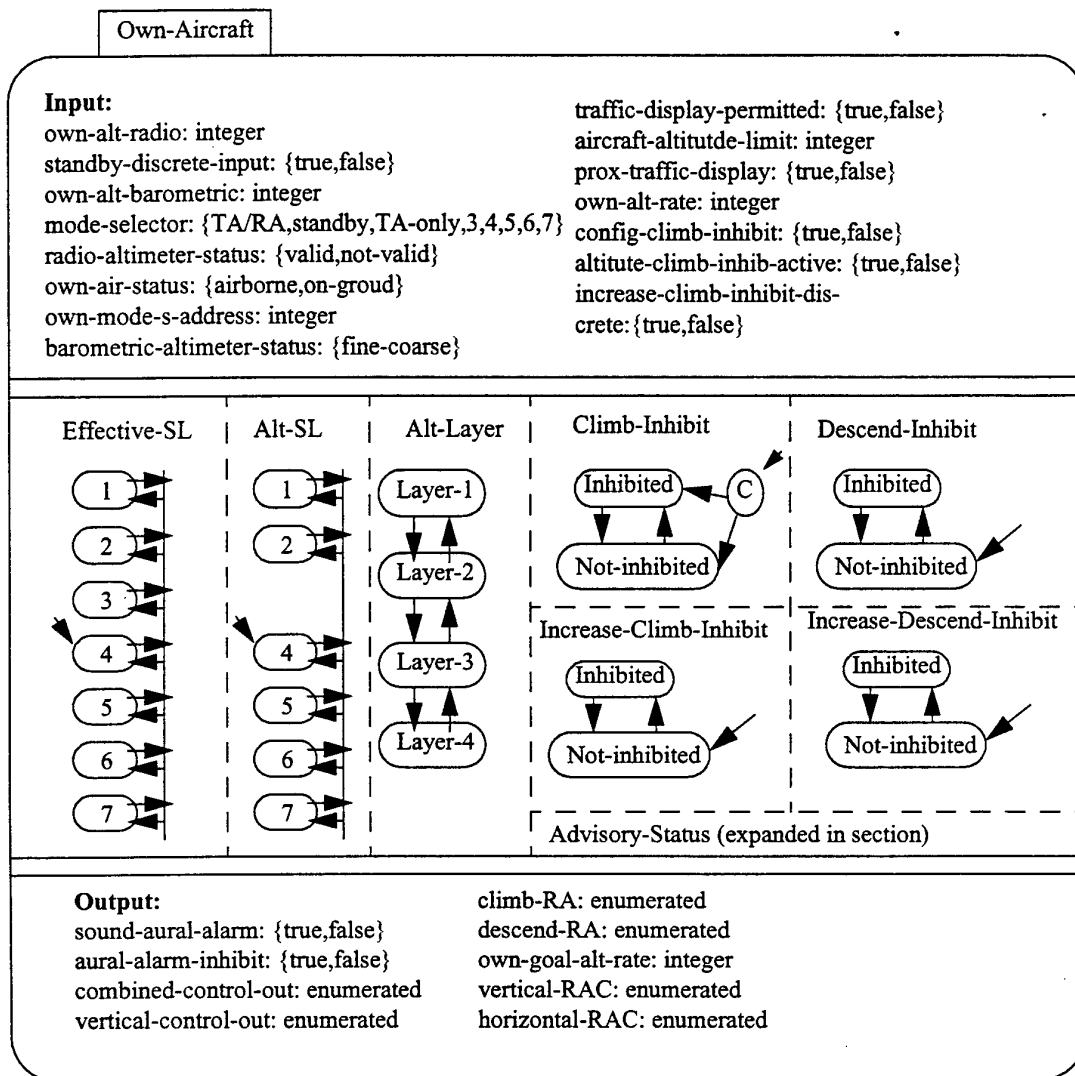 Own-Aircraft
Input:
own-alt-radio: integer
standby-discrete-input: {true,false}
own-alt-barometric: integer
mode-selector: {TA/RA,standby,TA-only,3,4,5,6,7}
radio-altimeter-status: {valid,not-valid}
own-air-status: {airborne,on-groud}
own-mode-s-address: integer
barometric-altimeter-status: {fine-coarse}
traffic-display-permitted: {true,false}
aircraft-altitutde-limit: integer
prox-traffic-display: {true,false}
own-alt-rate: integer
config-climb-inhibit: {true,false}
altitute-climb-inhib-active: {true,false}
increase-climb-inhibit-dis-
crete:{true,false}
Effective-SL
1
2
3
4
5
6
7
Alt-SL
1
2
4
5
6
7
Alt-Layer
Layer-1
Layer-2
Layer-3
Layer-4
Climb-Inhibit
Inhibited
C
Not-inhibited
Descend-Inhibit
Inhibited
Not-inhibited
Increase-Climb-Inhibit
Inhibited
Not-inhibited
Increase-Descend-Inhibit
Inhibited
Not-inhibited
Advisory-Status (expanded in section)
Output:
sound-aural-alarm: {true,false}
aural-alarm-inhibit: {true,false}
combined-control-out: enumerated
vertical-control-out: enumerated
climb-RA: enumerated
descend-RA: enumerated
own-goal-alt-rate: integer
vertical-RAC: enumerated
horizontal-RAC: enumerated